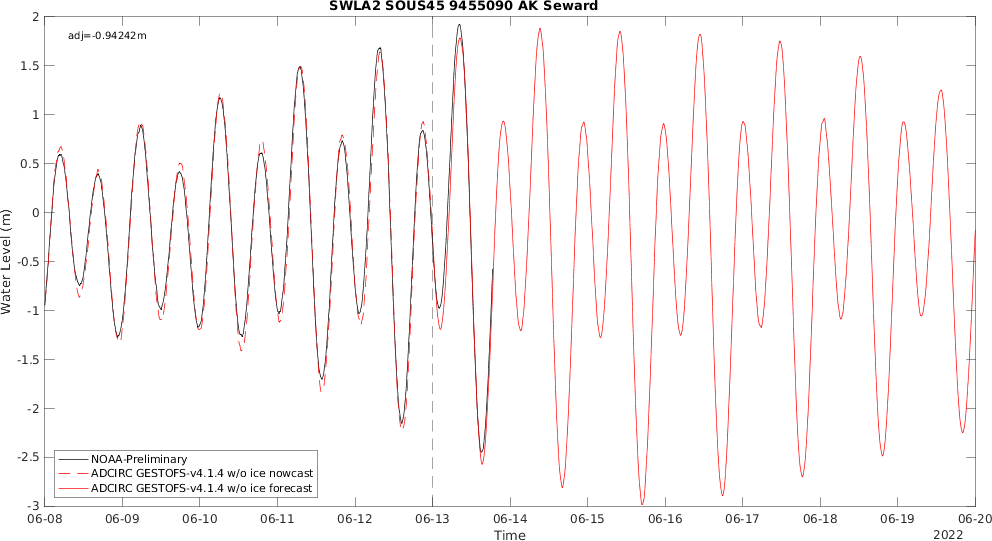 SWLA2 SOUS45 9455090 AK Seward
adj=-0.94242m
2
1.5
1
0.5
0
-0.5
-1
-1.5
-2
-2.5
-3
Water Level (m)
NOAA-Preliminary
ADCIRC GESTOFS-v4.1.4 w/o ice nowcast
ADCIRC GESTOFS-v4.1.4 w/o ice forecast
06-08 06-09 06-10 06-11 06-12 06-13 06-14 06-15 06-16 06-17 06-18 06-19 06-20
Time
2022